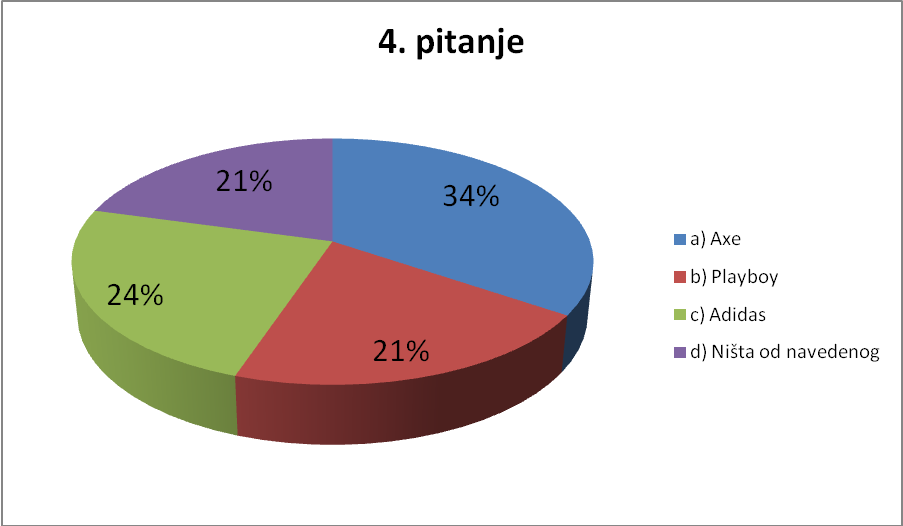 4. pitanje
21%
34%
24%
21%
a) Axe
b) Playboy
c) Adidas
d) Ništa od navedenog